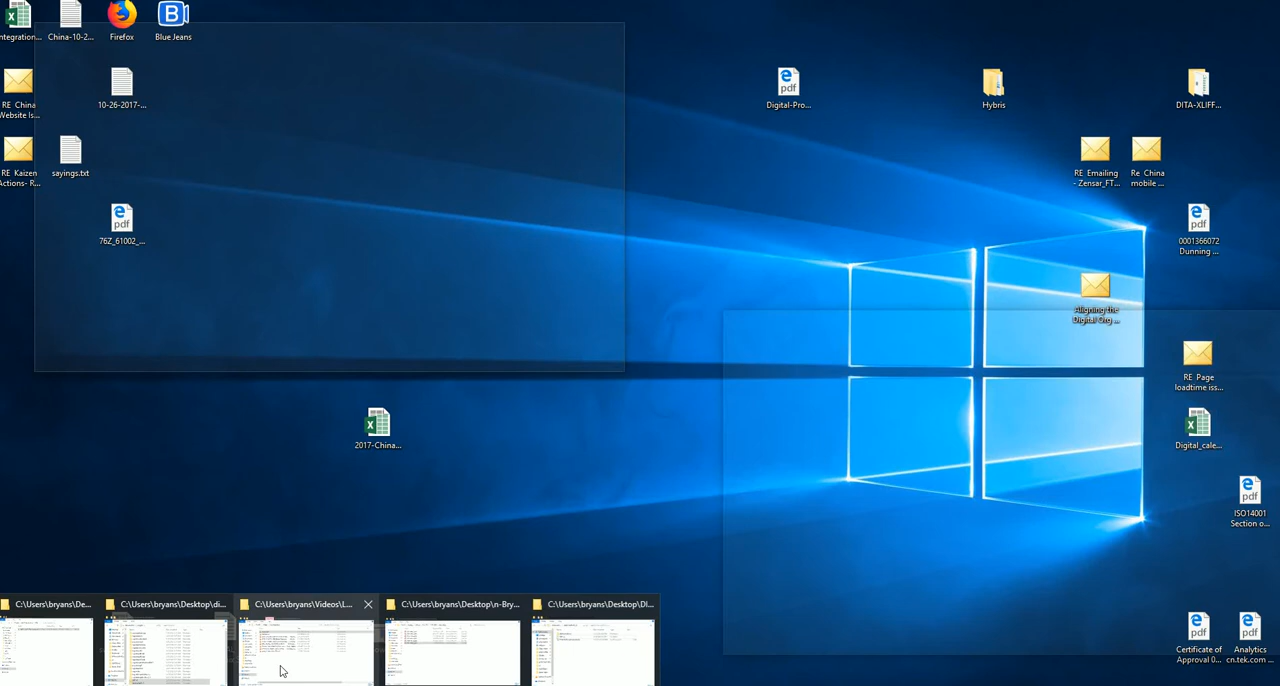 ntegration... China-10-2... Firefox Blue Jeans
RE China
Website Is...
10-26-2017-...
Digital-Pro...
Hybris
DITA-XLIFF...
RE Kaizen
Actions- R...
sayings.txt
RE Emailing
- Zensar_FT...
Re China
mobile ...
76Z_61002_...
0001366072
Dunning ...
Aligning the
Digital Org ...
RE Page
loadtime iss...
2017-China...
Digital_cale...
ISO14001
Section o...
Certificate of
Approval 0...
Analytics
cn.tek.com ...
C:\Users\bryans\De... C:\Users\bryans\Desktop\di... C:\Users\bryans\Videos\L... C:\Users\bryans\Desktop\n-Bry... C:\Users\bryans\Desktop\DI...